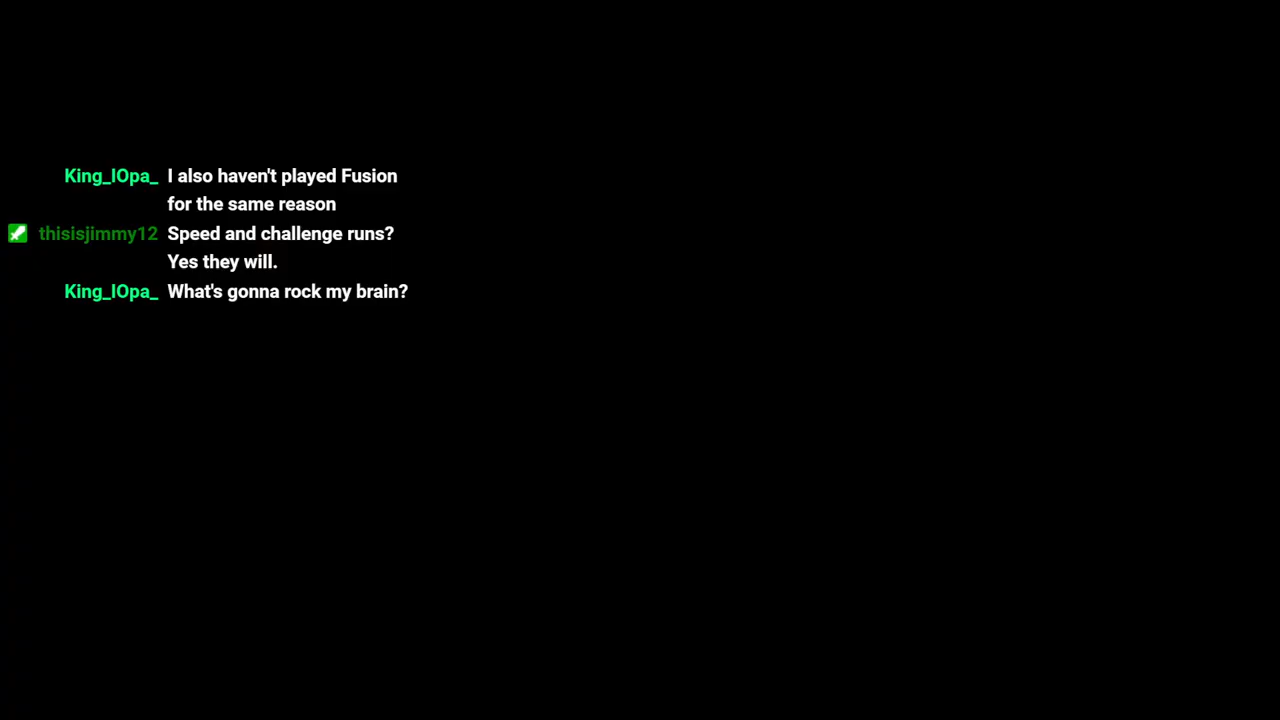 King_lOpa_ I also haven't played Fusion
for the same reason
thisisjimmy12 Speed and challenge runs?
Yes they will.
King_lOpa_ What's gonna rock my brain?